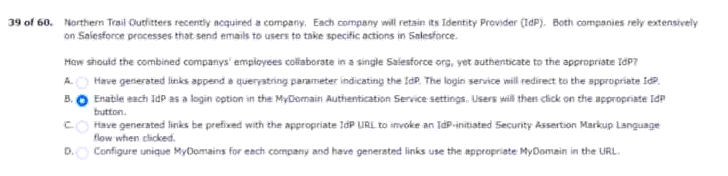 39 of 60. Northern Trail Outfitters recently acquired a company. Each company will retain its Identity Provider (IdP). Both companies rely extensively
on Salesforce processes that send emails to users to take specific actions in Salesforce.
How should the combined companys' employees collaborate in a single Salesforce org, yet authenticate to the appropriate IdP?
A. Have generated links append a querystring parameter indicating the IdP. The login service will redirect to the appropriate IdP.
B. Enable each IdP as a login option in the MyDomain Authentication Service settings. Users will then click on the appropriate IdP
button.
C. Have generated links be prefixed with the appropriate IdP URL to invoke an IdP-initiated Security Assertion Markup Language
flow when clicked.
D. Configure unique MyDomains for each company and have generated links use the appropriate MyDomain in the URL.